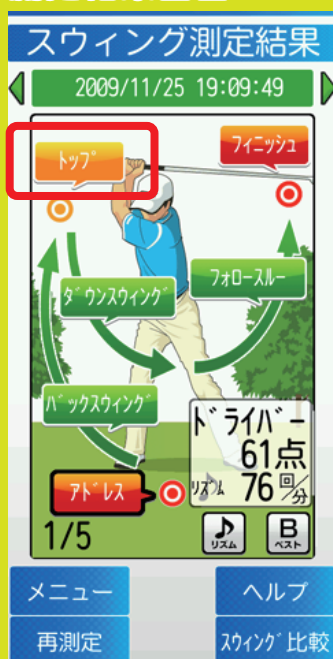 スウィング測定結果
2009/11/25 19:09:49
トップ
フィニッシュ
ダウンスウィング
フォロースルー
バックスウィング
ドライバー
61点
リズム 76回/分
アドレス
1/5
リズム
B
ベスト
メニュー
ヘルプ
再測定
スウィング比較